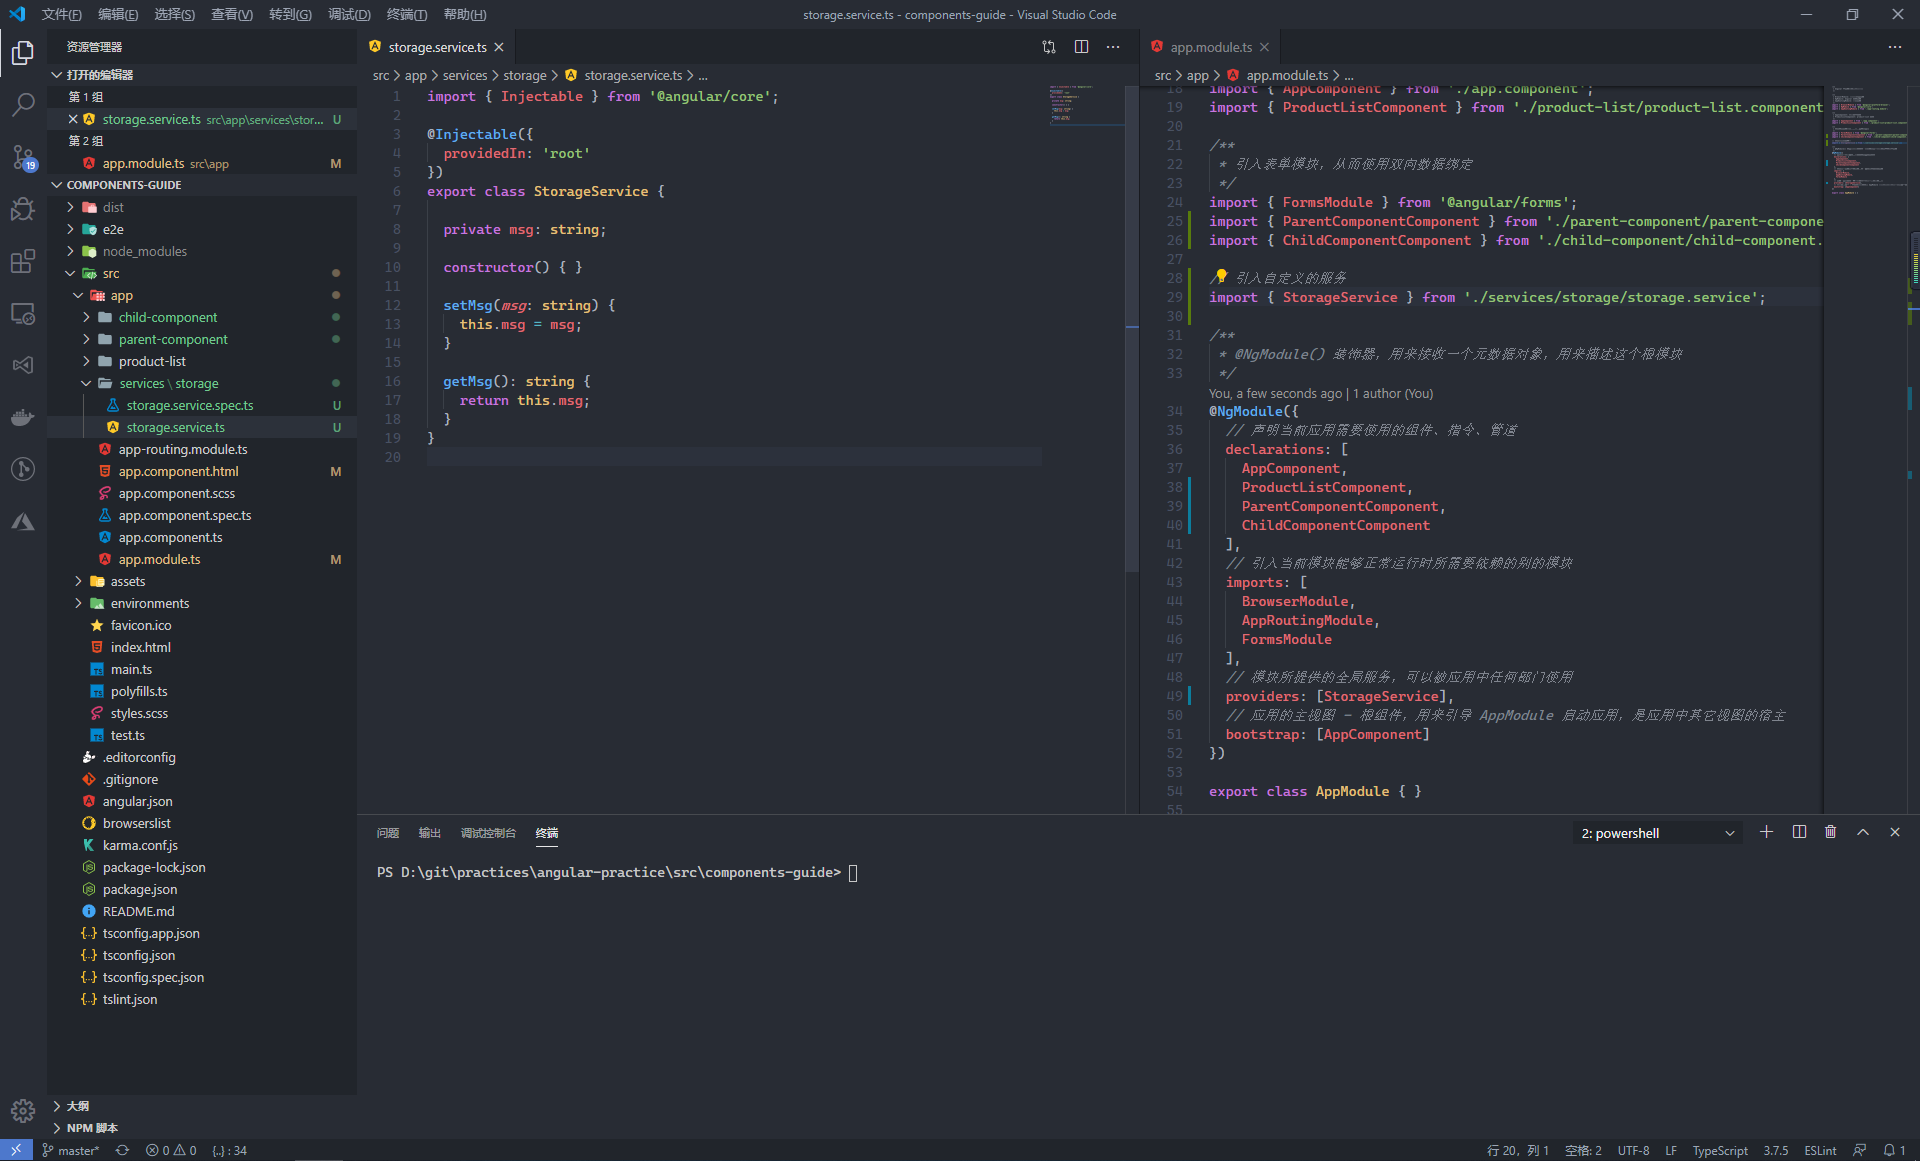 文件(F) 编辑(E) 选择(S) 查看(V) 转到(G) 调试(D) 终端(T) 帮助(H)
storage.service.ts - components-guide - Visual Studio Code
资源管理器
打开的编辑器
第 1 组
storage.service.ts src\app\services\stor... U
第 2 组
app.module.ts src\app M
COMPONENTS-GUIDE
dist
e2e
node_modules
src
app
child-component
parent-component
product-list
services \ storage
storage.service.spec.ts U
storage.service.ts U
app-routing.module.ts
app.component.html M
app.component.scss
app.component.spec.ts
app.component.ts
app.module.ts M
assets
environments
favicon.ico
index.html
main.ts
polyfills.ts
styles.scss
test.ts
.editorconfig
.gitignore
angular.json
browserslist
karma.conf.js
package-lock.json
package.json
README.md
tsconfig.app.json
tsconfig.json
tsconfig.spec.json
tslint.json
大纲
NPM 脚本
19
storage.service.ts
src > app > services > storage > storage.service.ts > ...
1 import { Injectable } from '@angular/core';
2
3 @Injectable({
4 providedIn: 'root'
5 })
6 export class StorageService {
7
8 private msg: string;
9
10 constructor() { }
11
12 setMsg(msg: string) {
13 this.msg = msg;
14 }
15
16 getMsg(): string {
17 return this.msg;
18 }
19 }
20
app.module.ts
src > app > app.module.ts > ...
18 import { AppComponent } from './app.component';
19 import { ProductListComponent } from './product-list/product-list.component
20
21 /**
22 * 引入表单模块，从而使用双向数据绑定
23 */
24 import { FormsModule } from '@angular/forms';
25 import { ParentComponentComponent } from './parent-component/parent-compone
26 import { ChildComponentComponent } from './child-component/child-component.
27
28 / 引入自定义的服务
29 import { StorageService } from './services/storage/storage.service';
30
31 /**
32 * @NgModule() 装饰器，用来接收一个元数据对象，用来描述这个根模块
33 */
You, a few seconds ago | 1 author (You)
34 @NgModule({
35 // 声明当前应用需要使用的组件、指令、管道
36 declarations: [
37 AppComponent,
38 ProductListComponent,
39 ParentComponentComponent,
40 ChildComponentComponent
41 ],
42 // 引入当前模块能够正常运行时所需要依赖的别的模块
43 imports: [
44 BrowserModule,
45 AppRoutingModule,
46 FormsModule
47 ],
48 // 模块所提供的全局服务，可以被应用中任何部门使用
49 providers: [StorageService],
50 // 应用的主视图 - 根组件，用来引导 AppModule 启动应用，是应用中其它视图的宿主
51 bootstrap: [AppComponent]
52 })
53
54 export class AppModule { }
55
问题 输出 调试控制台 终端
2: powershell
PS D:\git\practices\angular-practice\src\components-guide>
master* 0 0 {..} : 34
行 20，列 1 空格: 2 UTF-8 LF TypeScript 3.7.5 ESLint 1